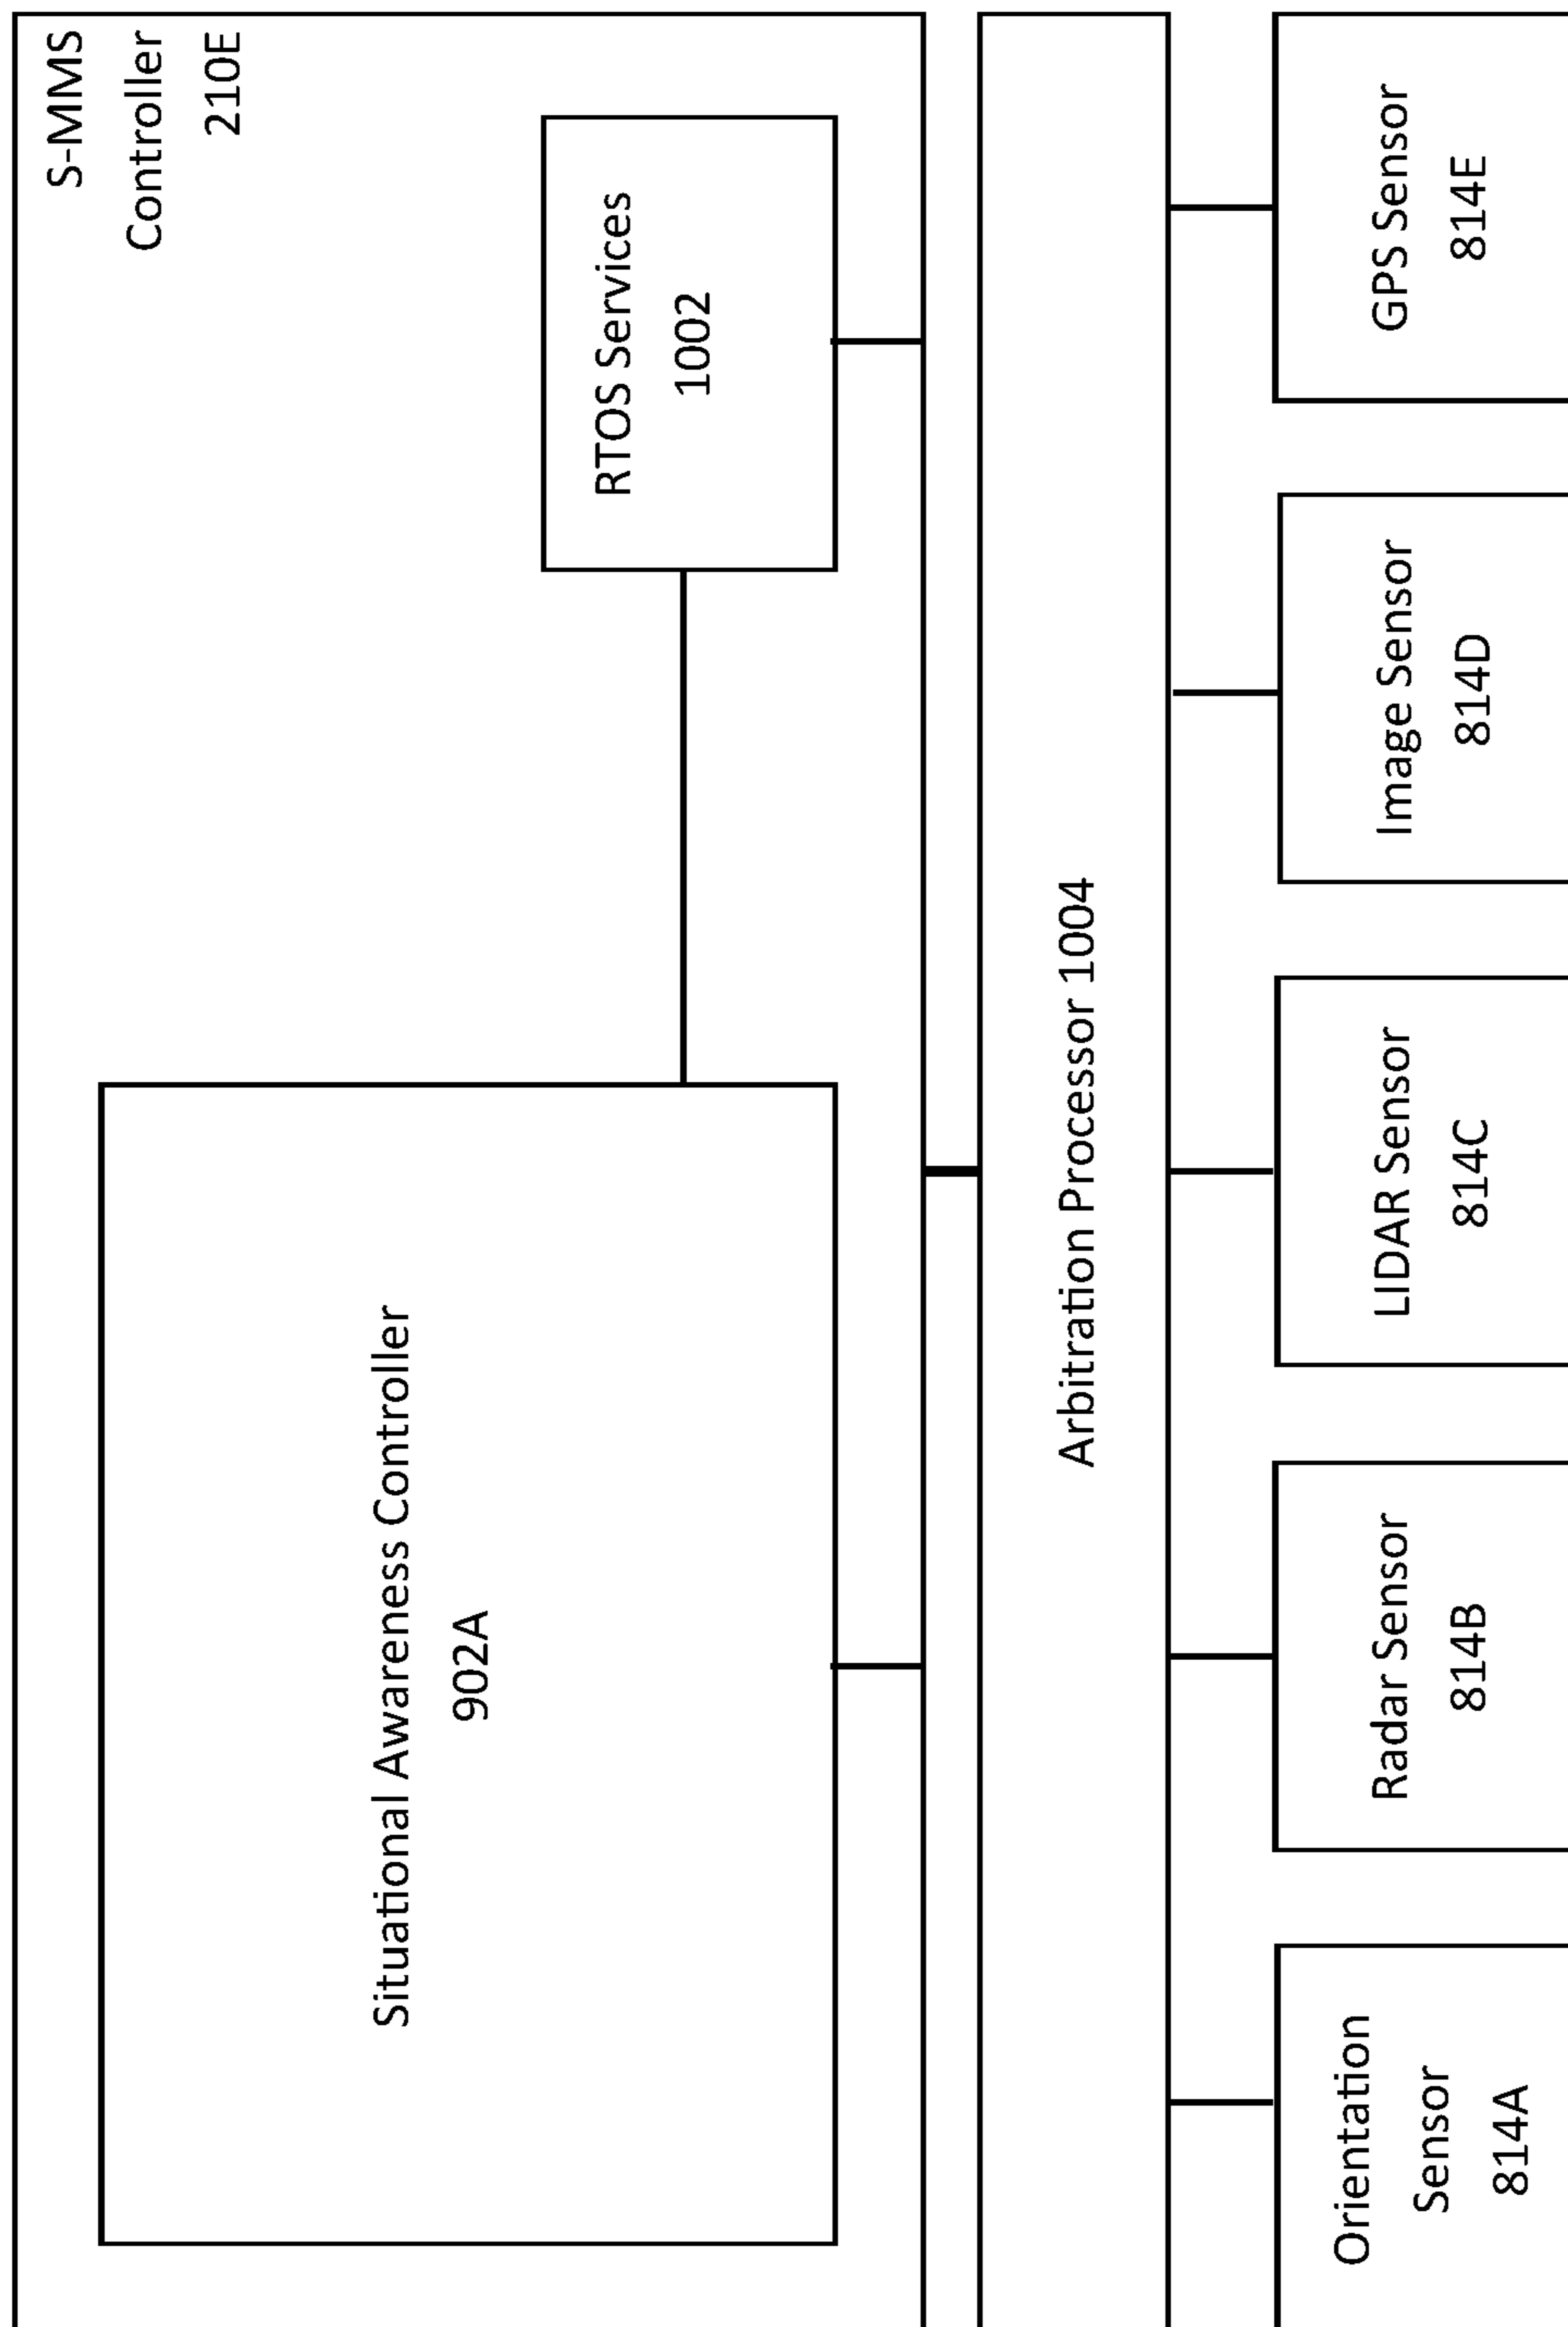 S-MMS
Controller
210E
Situational Awareness Controller
902A
RTOS Services
1002
Arbitration Processor 1004
Orientation
Sensor
814A
Radar Sensor
814B
LIDAR Sensor
814C
Image Sensor
814D
GPS Sensor
814E